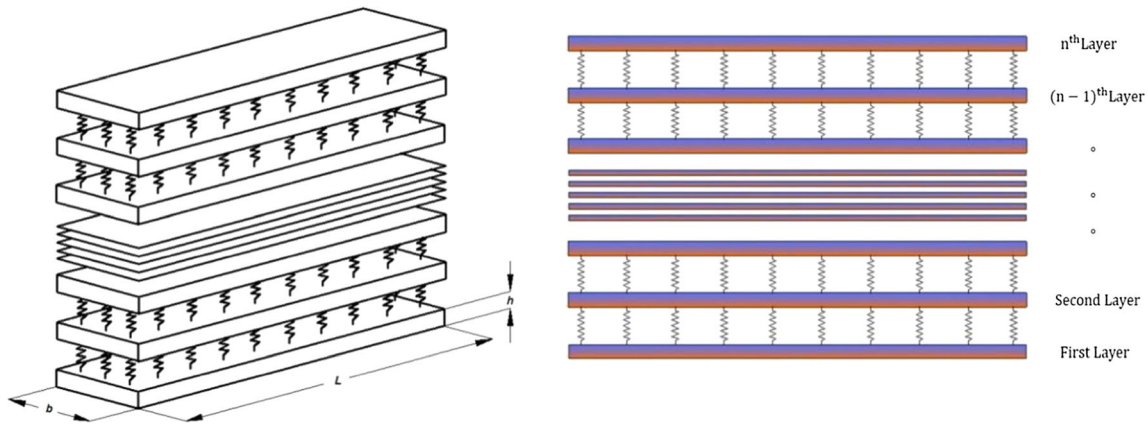 h
L
b
nᵗʰLayer
(n − 1)ᵗʰLayer
Second Layer
First Layer